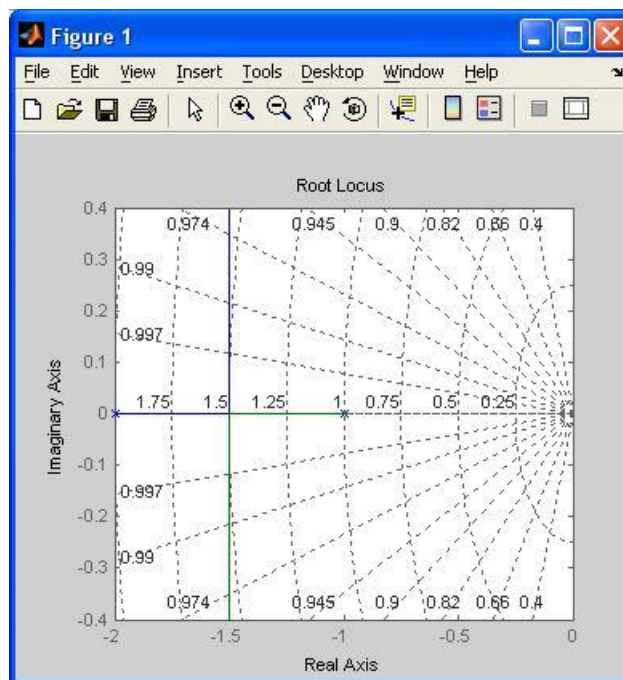 Figure 1
File Edit View Insert Tools Desktop Window Help
Root Locus
0.4
0.974 0.945 0.9 0.82 0.66 0.4
0.3
0.99
0.2
0.997
0.1
Imaginary Axis
0
1.75 1.5 1.25 1 0.75 0.5 0.25
-0.1
0.997
-0.2
0.99
-0.3
0.974 0.945 0.9 0.82 0.66 0.4
-0.4
-2 -1.5 -1 -0.5 0
Real Axis